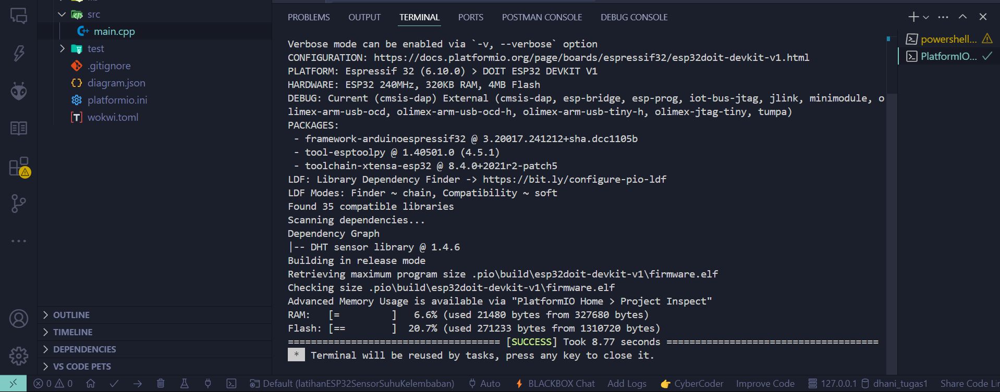 src
main.cpp
test
.gitignore
diagram.json
platformio.ini
wokwi.toml
OUTLINE
TIMELINE
DEPENDENCIES
VS CODE PETS
PROBLEMS OUTPUT TERMINAL PORTS POSTMAN CONSOLE DEBUG CONSOLE
Verbose mode can be enabled via `-v, --verbose` option
CONFIGURATION: https://docs.platformio.org/page/boards/espressif32/esp32doit-devkit-v1.html
PLATFORM: Espressif 32 (6.10.0) > DOIT ESP32 DEVKIT V1
HARDWARE: ESP32 240MHz, 320KB RAM, 4MB Flash
DEBUG: Current (cmsis-dap) External (cmsis-dap, esp-bridge, esp-prog, iot-bus-jtag, jlink, minimodule, o
limex-arm-usb-ocd, olimex-arm-usb-ocd-h, olimex-arm-usb-tiny-h, olimex-jtag-tiny, tumpa)
PACKAGES:
 - framework-arduinoespressif32 @ 3.20017.241212+sha.dcc1105b
 - tool-esptoolpy @ 1.40501.0 (4.5.1)
 - toolchain-xtensa-esp32 @ 8.4.0+2021r2-patch5
LDF: Library Dependency Finder -> https://bit.ly/configure-pio-ldf
LDF Modes: Finder ~ chain, Compatibility ~ soft
Found 35 compatible libraries
Scanning dependencies...
Dependency Graph
|-- DHT sensor library @ 1.4.6
Building in release mode
Retrieving maximum program size .pio\build\esp32doit-devkit-v1\firmware.elf
Checking size .pio\build\esp32doit-devkit-v1\firmware.elf
Advanced Memory Usage is available via "PlatformIO Home > Project Inspect"
RAM:   [=         ]   6.6% (used 21480 bytes from 327680 bytes)
Flash: [==        ]  20.7% (used 271233 bytes from 1310720 bytes)
===================================== [SUCCESS] Took 8.77 seconds =====================================
 *  Terminal will be reused by tasks, press any key to close it.
powershell...
PlatformIO...
0 0 Default (latihanESP32SensorSuhuKelembaban) Auto BLACKBOX Chat Add Logs CyberCoder Improve Code 127.0.0.1 dhani_tugas1 Share Code Lin